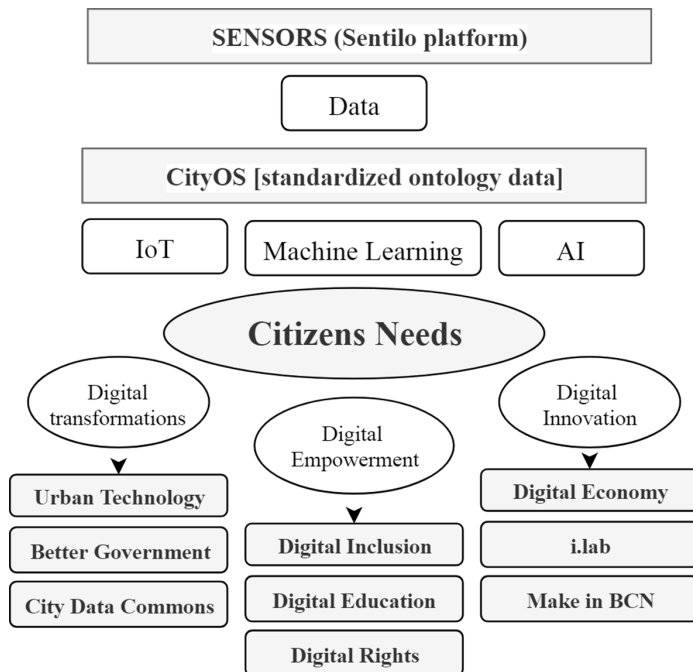 SENSORS (Sentilo platform)
Data
CityOS [standardized ontology data]
IoT
Machine Learning
AI
Citizens Needs
Digital
transformations
Urban Technology
Better Government
City Data Commons
Digital
Empowerment
Digital Inclusion
Digital Education
Digital Rights
Digital
Innovation
Digital Economy
i.lab
Make in BCN